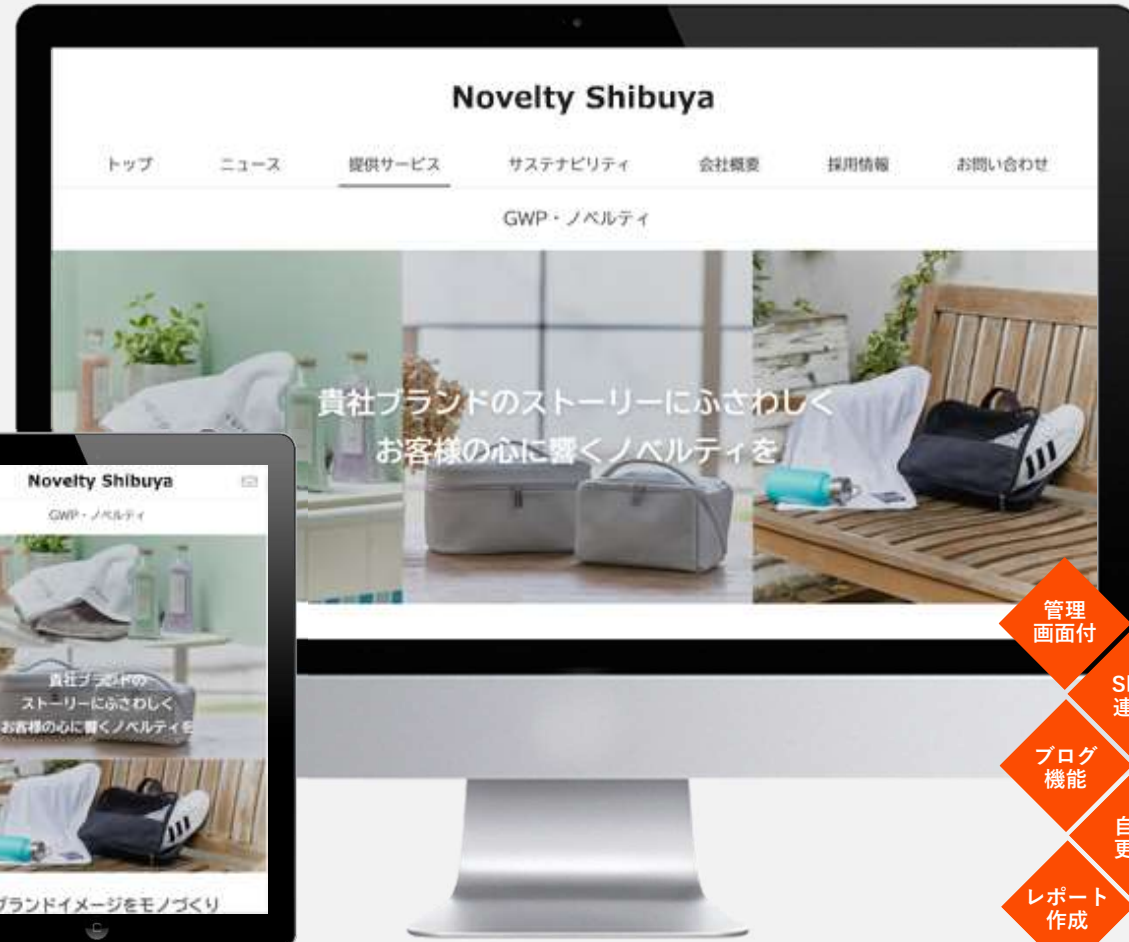 Novelty Shibuya
トップ ニュース 提供サービス サステナビリティ 会社概要 採用情報 お問い合わせ
GWP・ノベルティ
貴社ブランドのストーリーにふさわしく
お客様の心に響くノベルティを
Novelty Shibuya
GWP・ノベルティ
貴社ブランドの
ストーリーにふさわしく
お客様の心に響くノベルティを
ブランドイメージをモノづくり
管理
画面付
ブログ
機能
レポート
作成